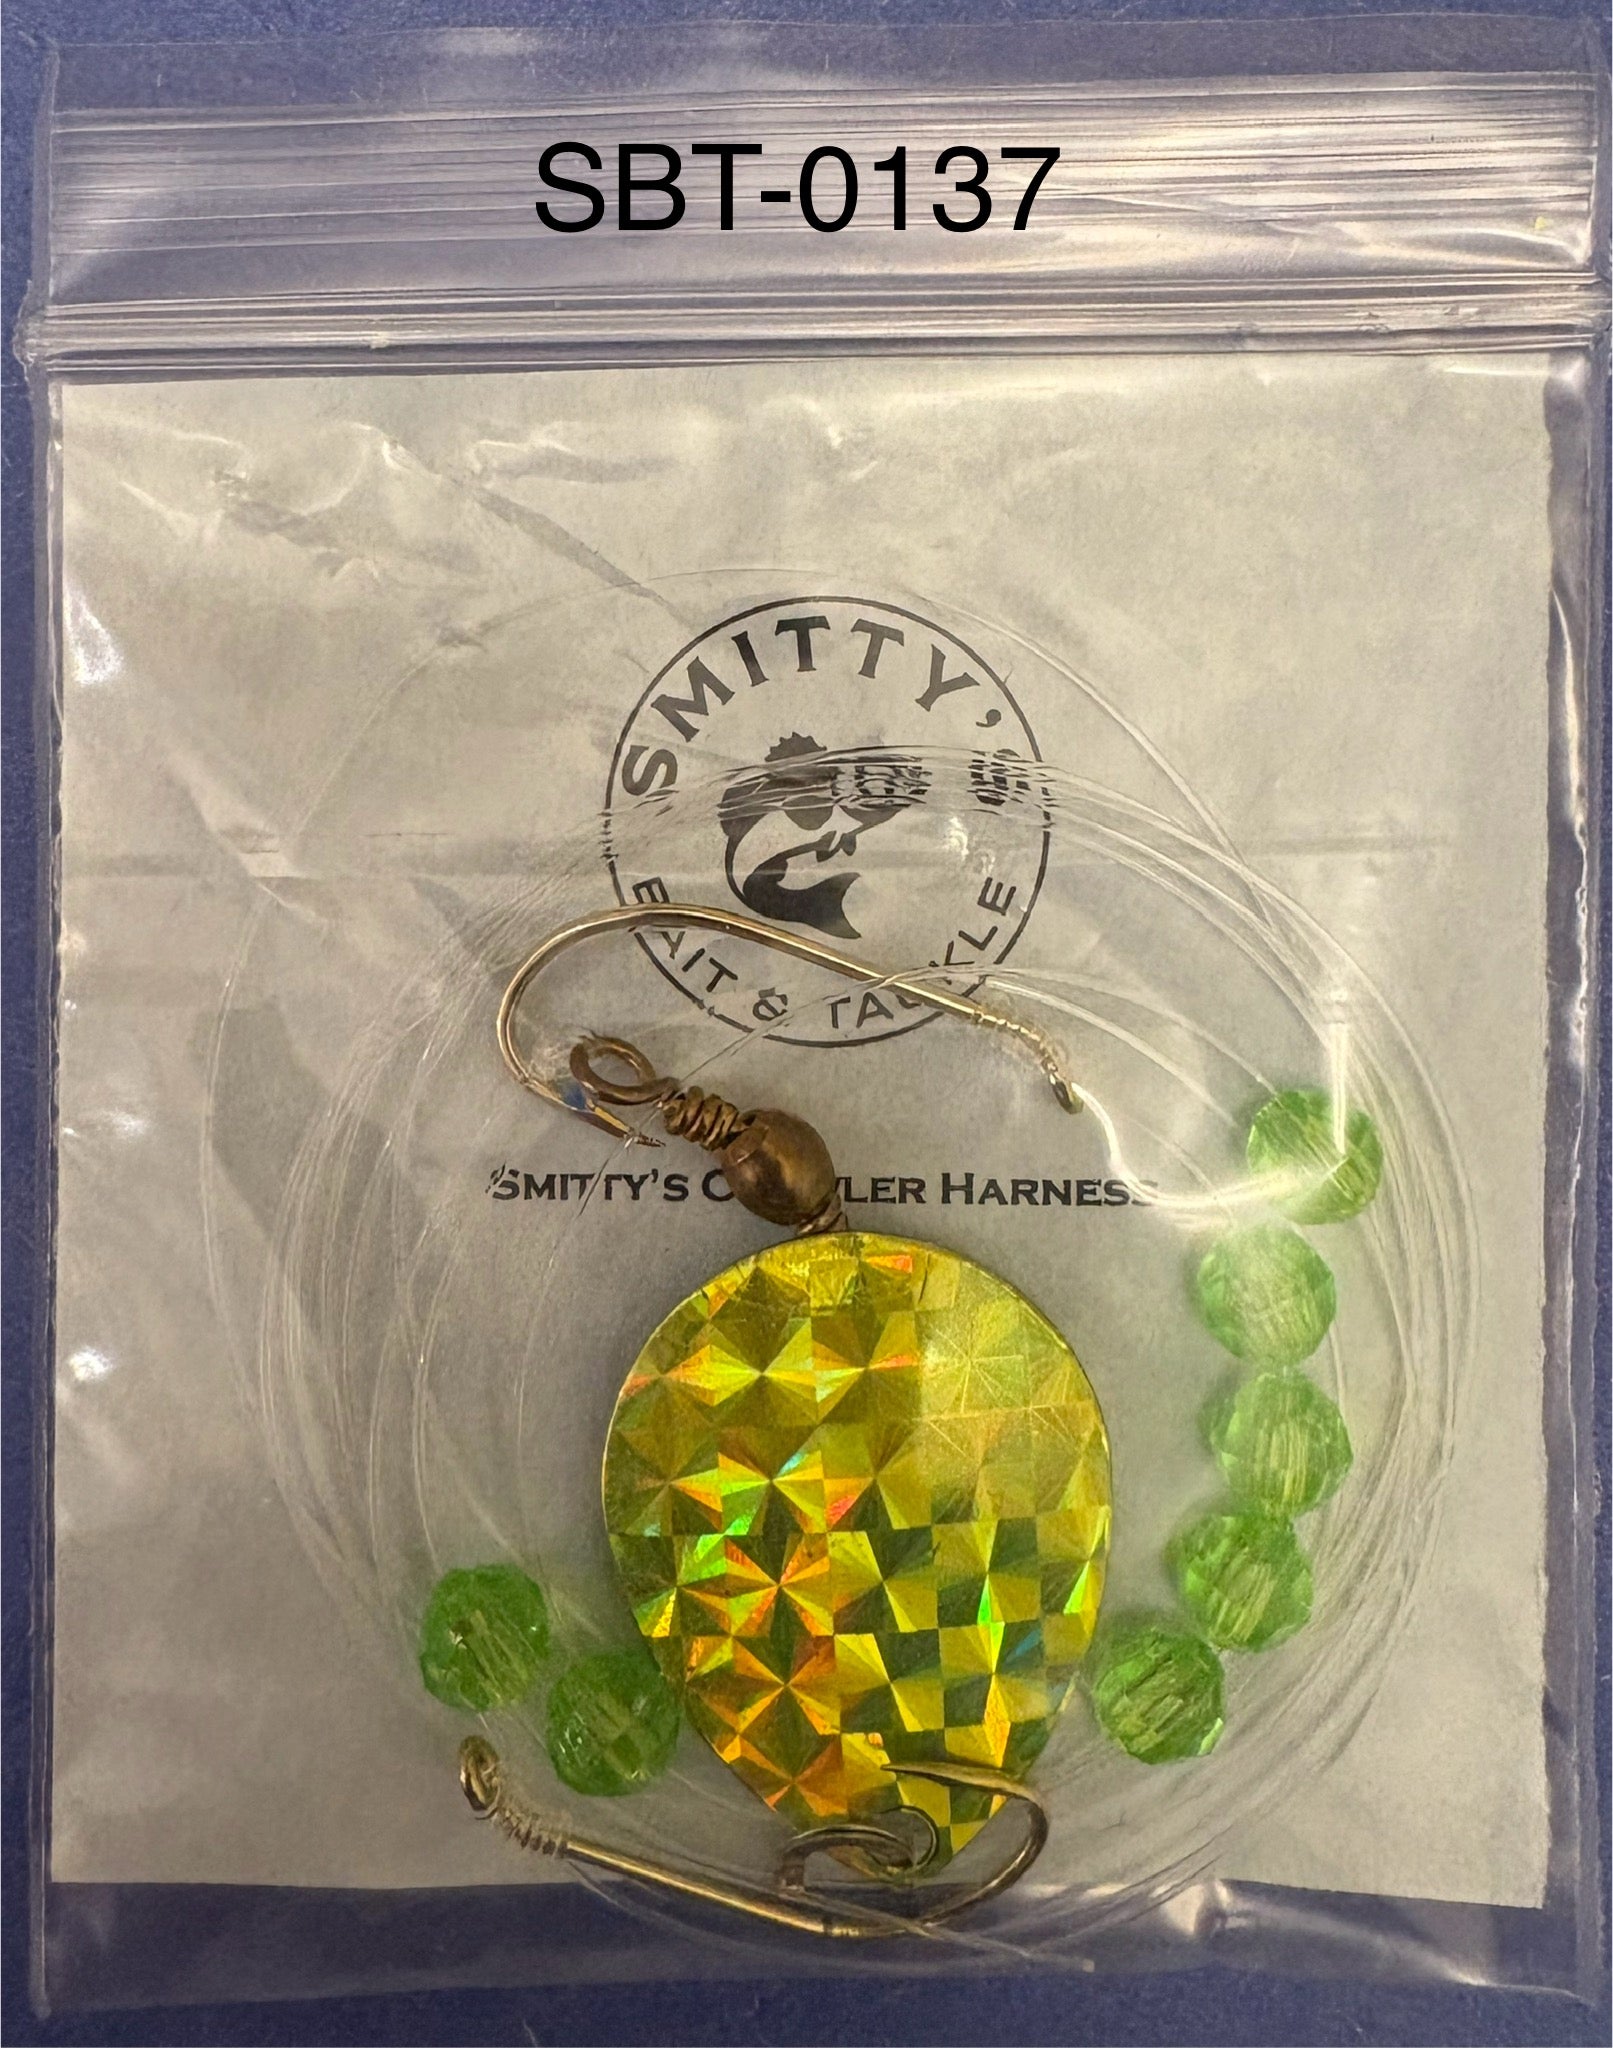 SBT-0137
SMITTY'S
BAIT & TACKLE
SMITTY'S CRAWLER HARNESS